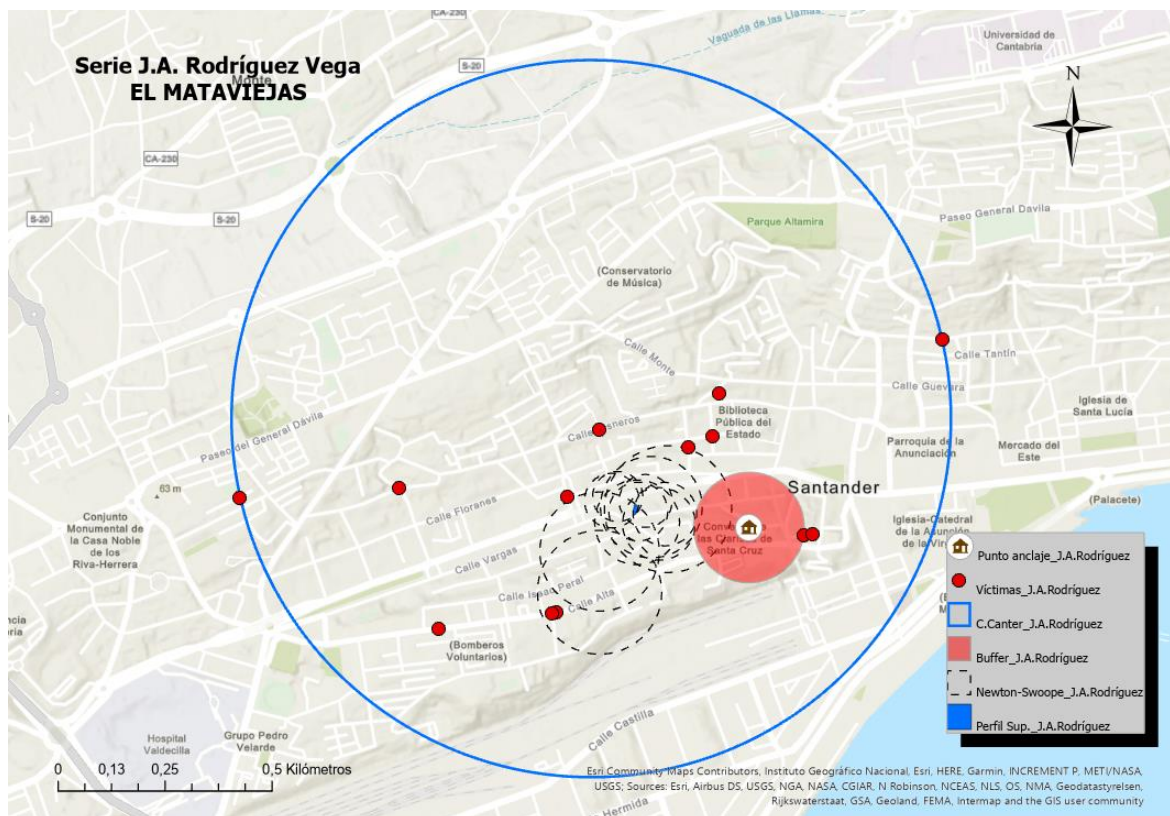 Serie J.A. Rodríguez Vega
EL MATAVIEJAS
Monte
Vaguada de las Llamas
Universidad de
Cantabria
N
CA-230
S-20
CA-230
S-20
S-20
Parque Altamira
Paseo General Davila
(Conservatorio
de Música)
Calle Monte
Calle Tantín
Calle Guevara
Biblioteca
Pública del
Estado
Iglesia de
Santa Lucía
Paseo del General Dávila
Parroquia de la
Anunciación
Mercado del
Este
63 m
Santander
(Palacete)
Conjunto
Monumental de
la Casa Noble
de los
Riva-Herrera
Calle Floranes
Iglesia-Catedral
de la Asunción
Santa Cruz
Calle Vargas
Calle Isaac Peral
Calle Alta
(Bomberos
Voluntarios)
Hospital
Valdecilla
Grupo Pedro
Velarde
Calle Castilla
Punto anclaje_J.A.Rodríguez
Víctimas_J.A.Rodríguez
C.Canter_J.A.Rodríguez
Buffer_J.A.Rodríguez
Newton-Swoope_J.A.Rodríguez
Perfil Sup._J.A.Rodríguez
0 0,13 0,25 0,5 Kilómetros
Esri Community Maps Contributors, Instituto Geográfico Nacional, Esri, HERE, Garmin, INCREMENT P, METI/NASA,
USGS; Sources: Esri, Airbus DS, USGS, NGA, NASA, CGIAR, N Robinson, NCEAS, NLS, OS, NMA, Geodatastyrelsen,
Rijkswaterstaat, GSA, Geoland, FEMA, Intermap and the GIS user community